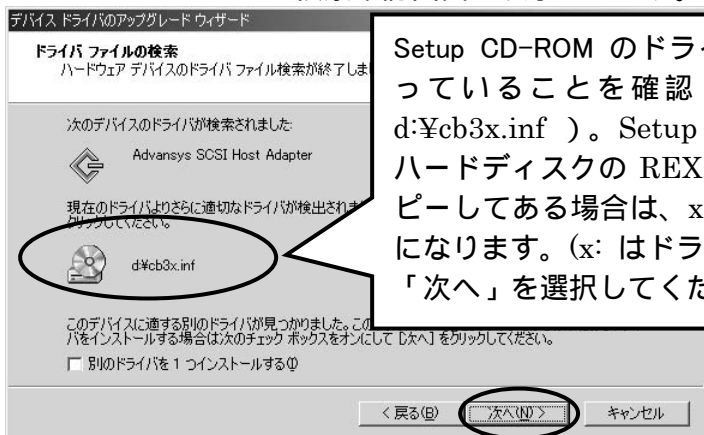 デバイス ドライバのアップグレード ウィザード
ドライバ ファイルの検索
ハードウェア デバイスのドライバ ファイル検索が終了しま
次のデバイスのドライバが検索されました:
Advansys SCSI Host Adapter
現在のドライバよりさらに適切なドライバが検出されま
クリックしてください。
d¥cb3x.inf
このデバイスに適する別のドライバが見つかりました。この
バをインストールする場合は次のチェック ボックスをオンにして [次へ] をクリックしてください。
別のドライバを 1 つインストールする(I)
< 戻る(B)
次へ(N) >
キャンセル
Setup CD-ROM のドライ
っていることを確認
d:¥cb3x.inf )。Setup
ハードディスクの REX
ピーしてある場合は、x
になります。(x: はドラ
「次へ」を選択してくだ